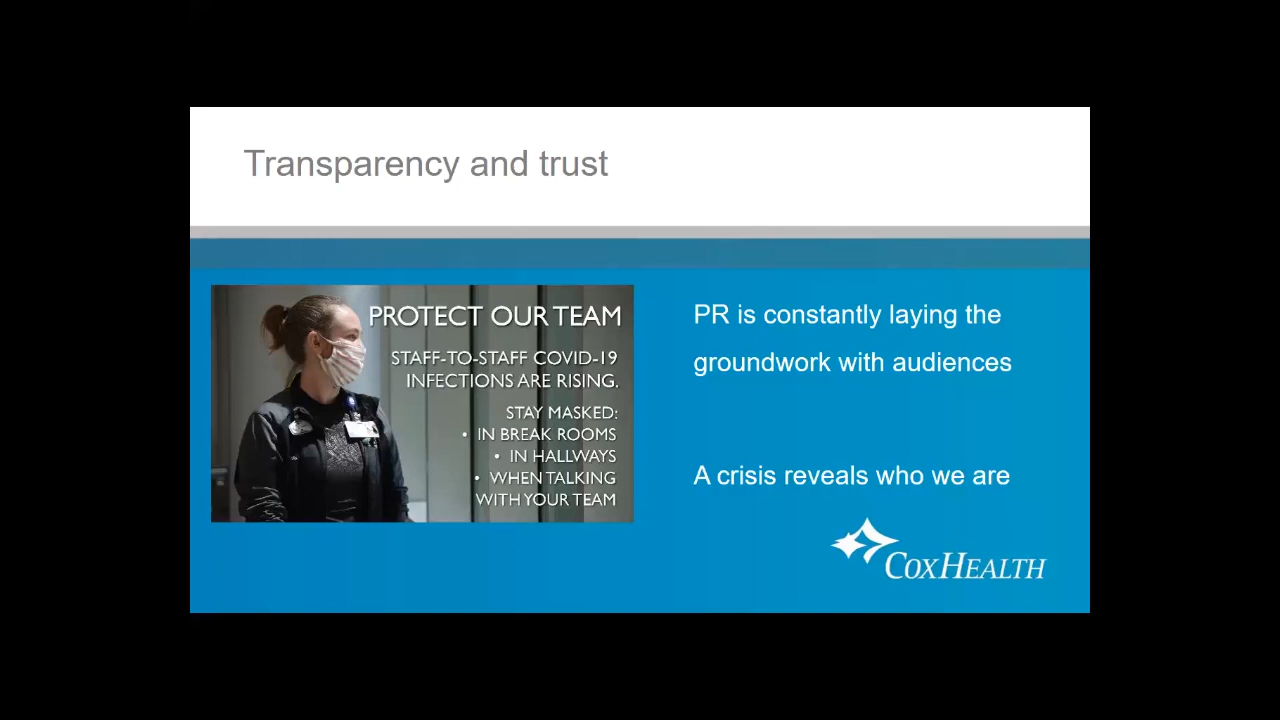 Transparency and trust
PROTECT OUR TEAM
STAFF-TO-STAFF COVID-19
INFECTIONS ARE RISING.
STAY MASKED:
• IN BREAK ROOMS
• IN HALLWAYS
• WHEN TALKING
WITH YOUR TEAM
PR is constantly laying the
groundwork with audiences
A crisis reveals who we are
COXHEALTH